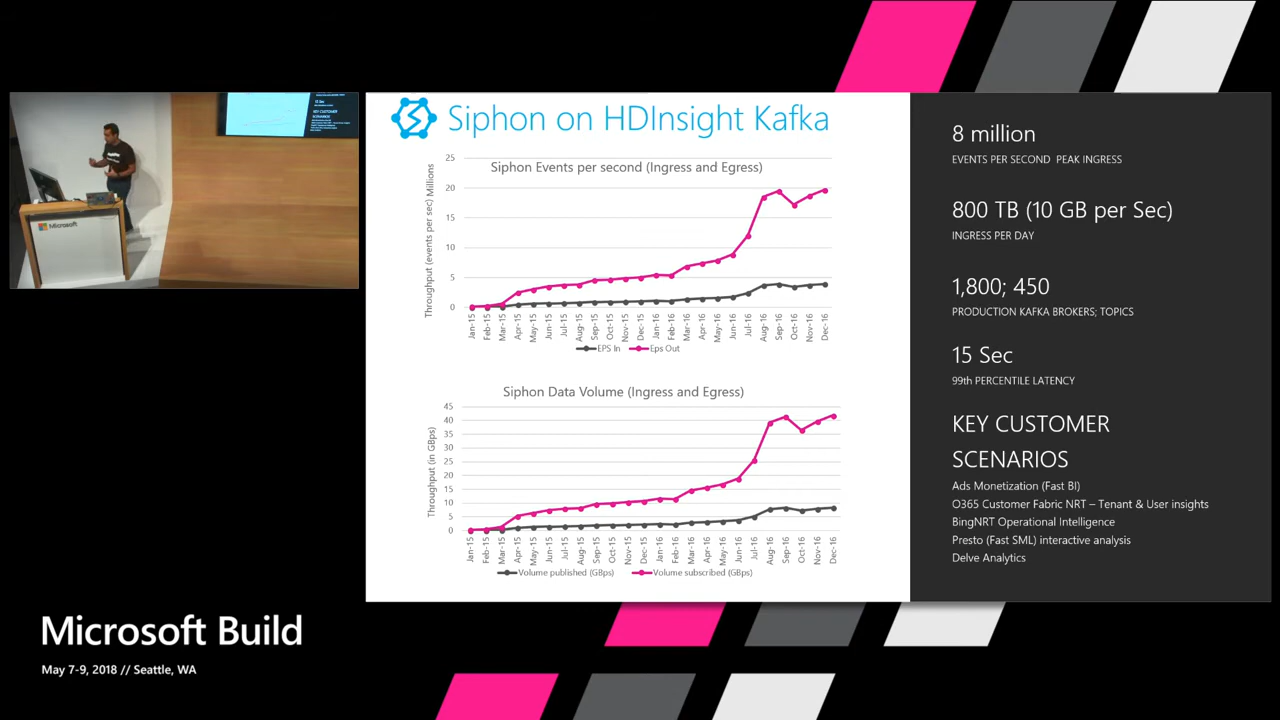 Siphon on HDInsight Kafka
Siphon Events per second (Ingress and Egress)
Throughput (events per sec) Millions
25
20
15
10
5
0
Jan-15
Feb-15
Mar-15
Apr-15
May-15
Jun-15
Jul-15
Aug-15
Sep-15
Oct-15
Nov-15
Dec-15
Jan-16
Feb-16
Mar-16
Apr-16
May-16
Jun-16
Jul-16
Aug-16
Sep-16
Oct-16
Nov-16
Dec-16
EPS In
Eps Out
Siphon Data Volume (Ingress and Egress)
Throughput (in GBps)
45
40
35
30
25
20
15
10
5
0
Jan-15
Feb-15
Mar-15
Apr-15
May-15
Jun-15
Jul-15
Aug-15
Sep-15
Oct-15
Nov-15
Dec-15
Jan-16
Feb-16
Mar-16
Apr-16
May-16
Jun-16
Jul-16
Aug-16
Sep-16
Oct-16
Nov-16
Dec-16
Volume published (GBps)
Volume subscribed (GBps)
8 million
EVENTS PER SECOND PEAK INGRESS
800 TB (10 GB per Sec)
INGRESS PER DAY
1,800; 450
PRODUCTION KAFKA BROKERS; TOPICS
15 Sec
99th PERCENTILE LATENCY
KEY CUSTOMER
SCENARIOS
Ads Monetization (Fast BI)
O365 Customer Fabric NRT – Tenant & User insights
BingNRT Operational Intelligence
Presto (Fast SML) interactive analysis
Delve Analytics
Microsoft
Microsoft Build
May 7-9, 2018 // Seattle, WA